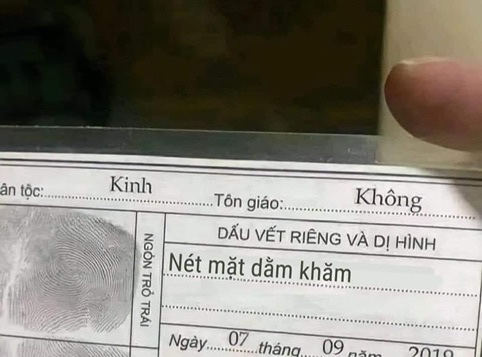 ân tộc: Kinh
Tôn giáo: Không
DẤU VẾT RIÊNG VÀ DỊ HÌNH
NGÓN TRỎ TRÁI
Nét mặt dằm khăm
Ngày 07 tháng 09 năm 2019